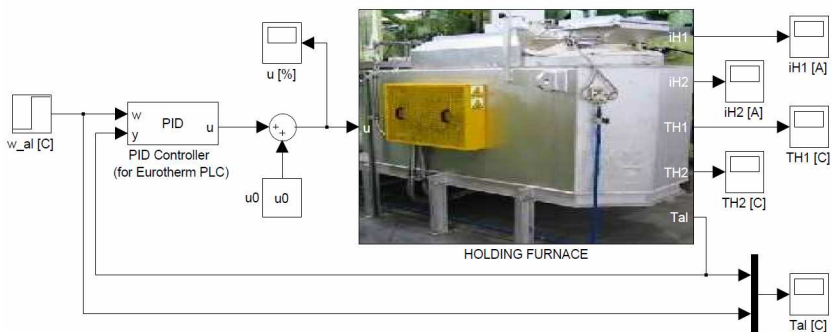 iH1
iH1 [A]
u [%]
iH2
iH2 [A]
w
PID
u
y
u
TH1
TH1 [C]
w_al [C]
PID Controller
(for Eurotherm PLC)
TH2
TH2 [C]
u0
u0
Tal
HOLDING FURNACE
Tal [C]